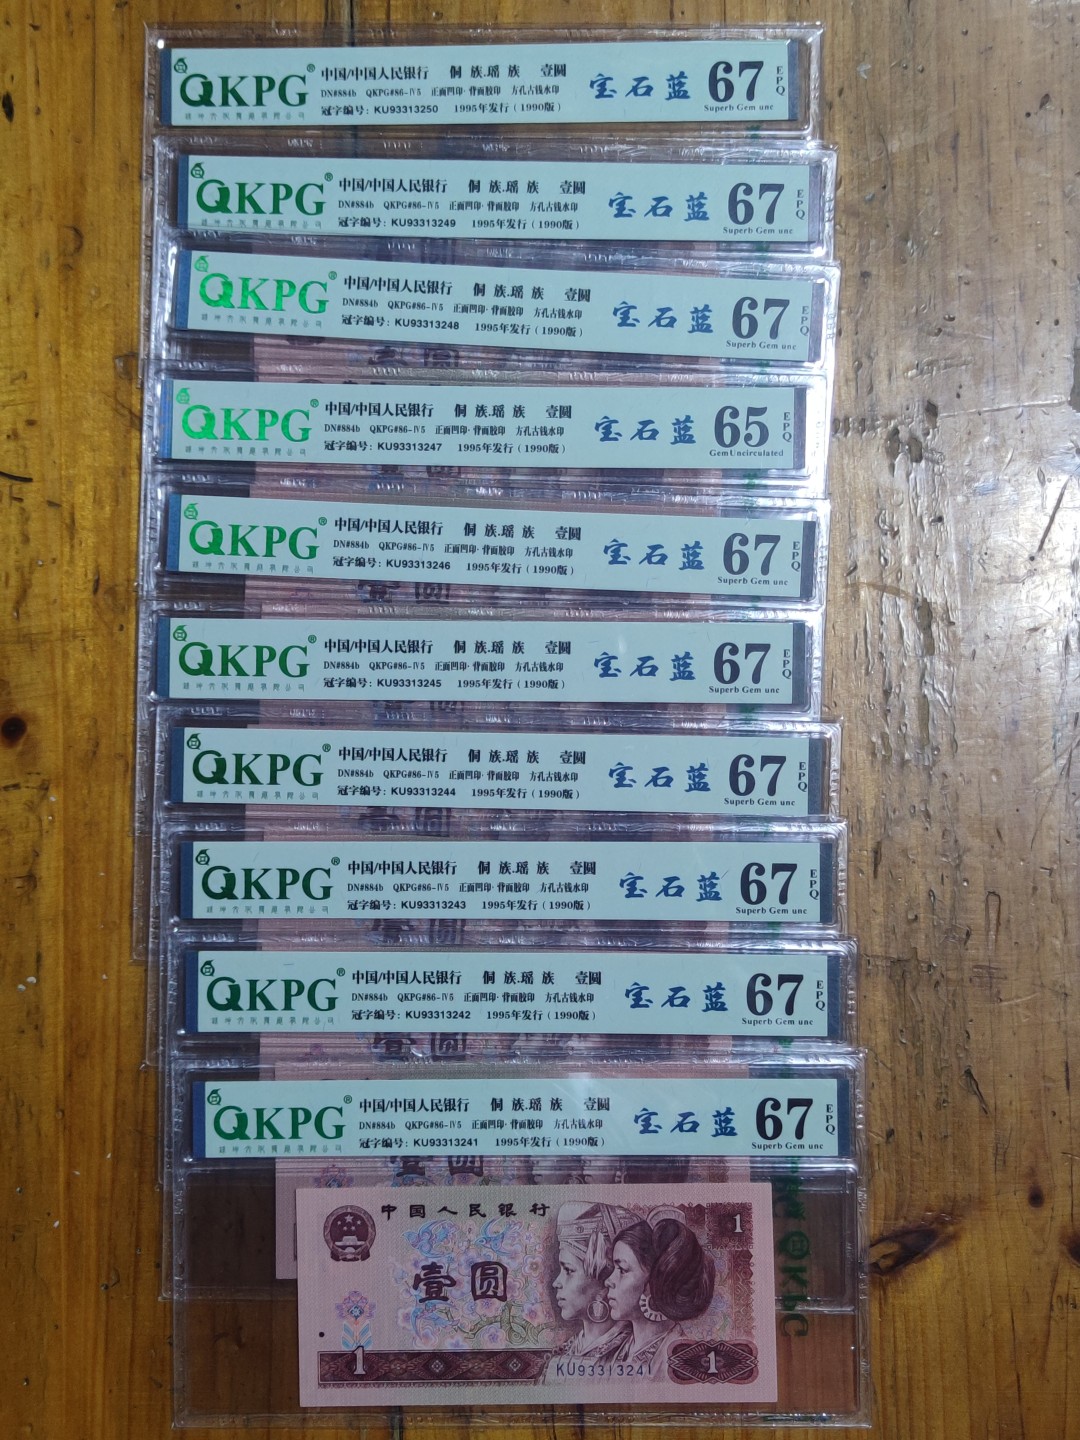 QKPG®
中国/中国人民银行 侗 族.瑶 族 壹圆
DN#884b QKPG#86-Ⅳ5 正面凹印·背面胶印 方孔古钱水印
冠字编号: KU93313250 1995年发行(1990版)
宝石蓝 67 EPQ
Superb Gem unc
QKPG®
中国/中国人民银行 侗 族.瑶 族 壹圆
DN#884b QKPG#86-Ⅳ5 正面凹印·背面胶印 方孔古钱水印
冠字编号: KU93313249 1995年发行(1990版)
宝石蓝 67 EPQ
Superb Gem unc
QKPG®
中国/中国人民银行 侗 族.瑶 族 壹圆
DN#884b QKPG#86-Ⅳ5 正面凹印·背面胶印 方孔古钱水印
冠字编号: KU93313248 1995年发行(1990版)
宝石蓝 67 EPQ
Superb Gem unc
壹圆
QKPG®
中国/中国人民银行 侗 族.瑶 族 壹圆
DN#884b QKPG#86-Ⅳ5 正面凹印·背面胶印 方孔古钱水印
冠字编号: KU93313247 1995年发行(1990版)
宝石蓝 65 EPQ
Gem Uncirculated
QKPG®
中国/中国人民银行 侗 族.瑶 族 壹圆
DN#884b QKPG#86-Ⅳ5 正面凹印·背面胶印 方孔古钱水印
冠字编号: KU93313246 1995年发行(1990版)
宝石蓝 67 EPQ
Superb Gem unc
QKPG®
中国/中国人民银行 侗 族.瑶 族 壹圆
DN#884b QKPG#86-Ⅳ5 正面凹印·背面胶印 方孔古钱水印
冠字编号: KU93313245 1995年发行(1990版)
宝石蓝 67 EPQ
Superb Gem unc
QKPG®
中国/中国人民银行 侗 族.瑶 族 壹圆
DN#884b QKPG#86-Ⅳ5 正面凹印·背面胶印 方孔古钱水印
冠字编号: KU93313244 1995年发行(1990版)
宝石蓝 67 EPQ
Superb Gem unc
壹圆
QKPG®
中国/中国人民银行 侗 族.瑶 族 壹圆
DN#884b QKPG#86-Ⅳ5 正面凹印·背面胶印 方孔古钱水印
冠字编号: KU93313243 1995年发行(1990版)
宝石蓝 67 EPQ
Superb Gem unc
QKPG®
中国/中国人民银行 侗 族.瑶 族 壹圆
DN#884b QKPG#86-Ⅳ5 正面凹印·背面胶印 方孔古钱水印
冠字编号: KU93313242 1995年发行(1990版)
宝石蓝 67 EPQ
Superb Gem unc
壹圆
QKPG®
中国/中国人民银行 侗 族.瑶 族 壹圆
DN#884b QKPG#86-Ⅳ5 正面凹印·背面胶印 方孔古钱水印
冠字编号: KU93313241 1995年发行(1990版)
宝石蓝 67 EPQ
Superb Gem unc
壹圆
中国人民银行
1
壹圆
1
KU93313241
1
QKPG